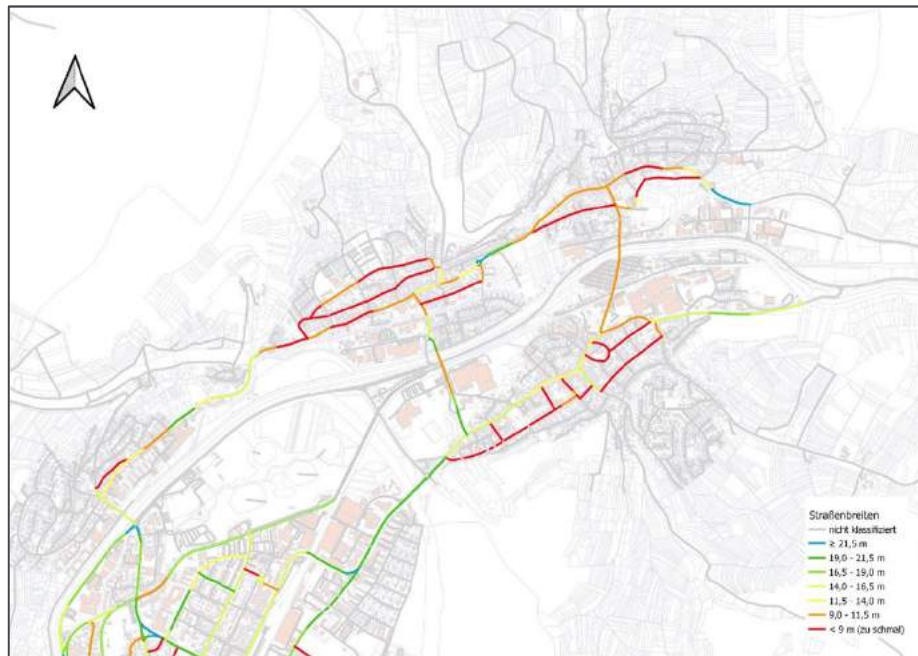 Straßenbreiten
nicht klassifiziert
≥ 21,5 m
19,0 - 21,5 m
16,5 - 19,0 m
14,0 - 16,5 m
11,5 - 14,0 m
9,0 - 11,5 m
< 9 m (zu schmal)